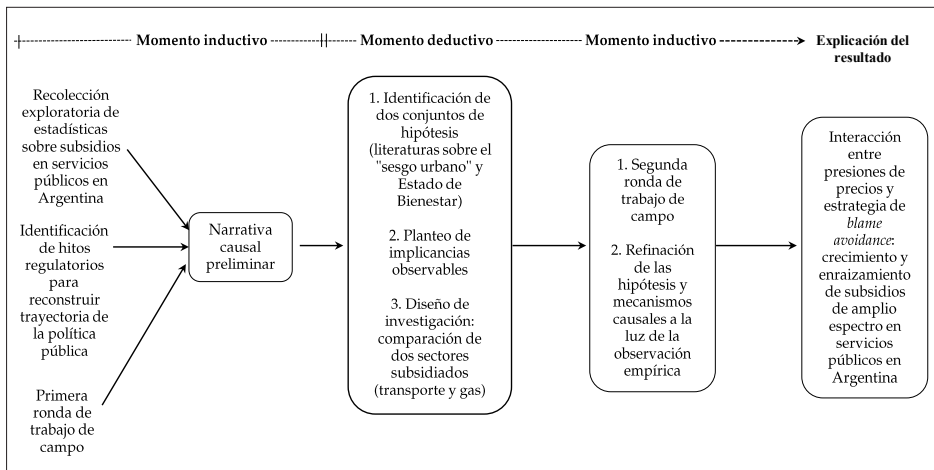 Momento inductivo
Momento deductivo
Momento inductivo
Explicación del
resultado
Recolección
exploratoria de
estadísticas
sobre subsidios
en servicios
públicos en
Argentina
Identificación
de hitos
regulatorios
para
reconstruir
trayectoria de
la política
pública
Primera
ronda de
trabajo de
campo
Narrativa
causal
preliminar
1. Identificación de
dos conjuntos de
hipótesis
(literaturas sobre el
"sesgo urbano" y
Estado de
Bienestar)
2. Planteo de
implicancias
observables
3. Diseño de
investigación:
comparación de
dos sectores
subsidiados
(transporte y gas)
1. Segunda
ronda de
trabajo de
campo
2. Refinación
de las
hipótesis y
mecanismos
causales a la
luz de la
observación
empírica
Interacción
entre
presiones de
precios y
estrategia de
blame
avoidance:
crecimiento y
enraizamiento
de subsidios
de amplio
espectro en
servicios
públicos en
Argentina